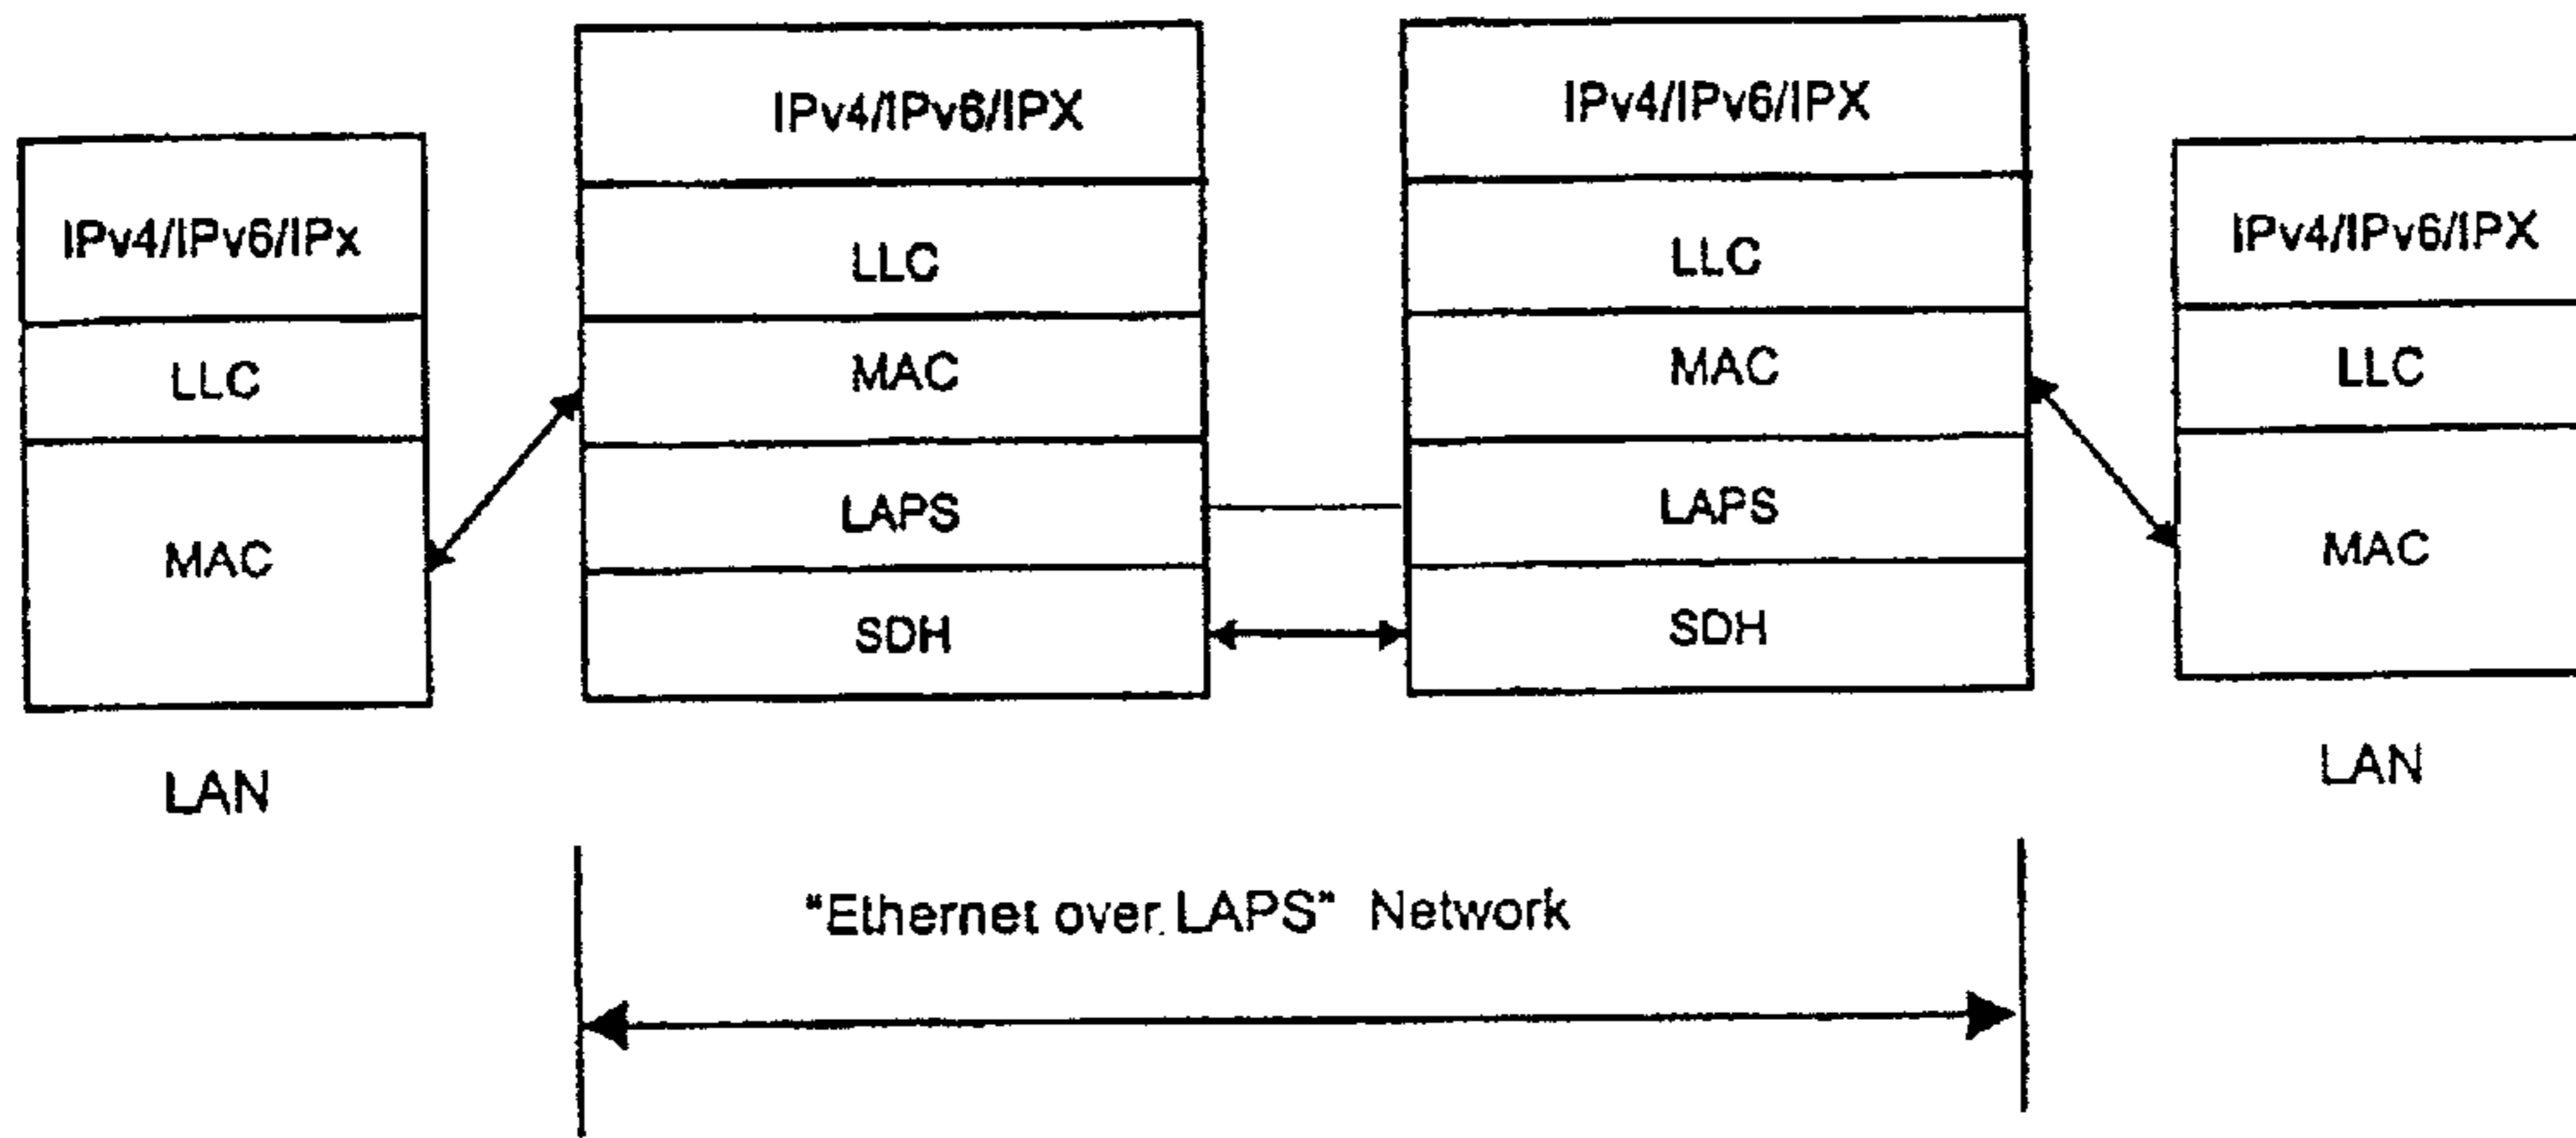 IPv4/IPv6/IPx
LLC
MAC
LAN
IPv4/IPv6/IPX
LLC
MAC
LAPS
SDH
IPv4/IPv6/IPX
LLC
MAC
LAPS
SDH
IPv4/IPv6/IPX
LLC
MAC
LAN
"Ethernet over LAPS" Network